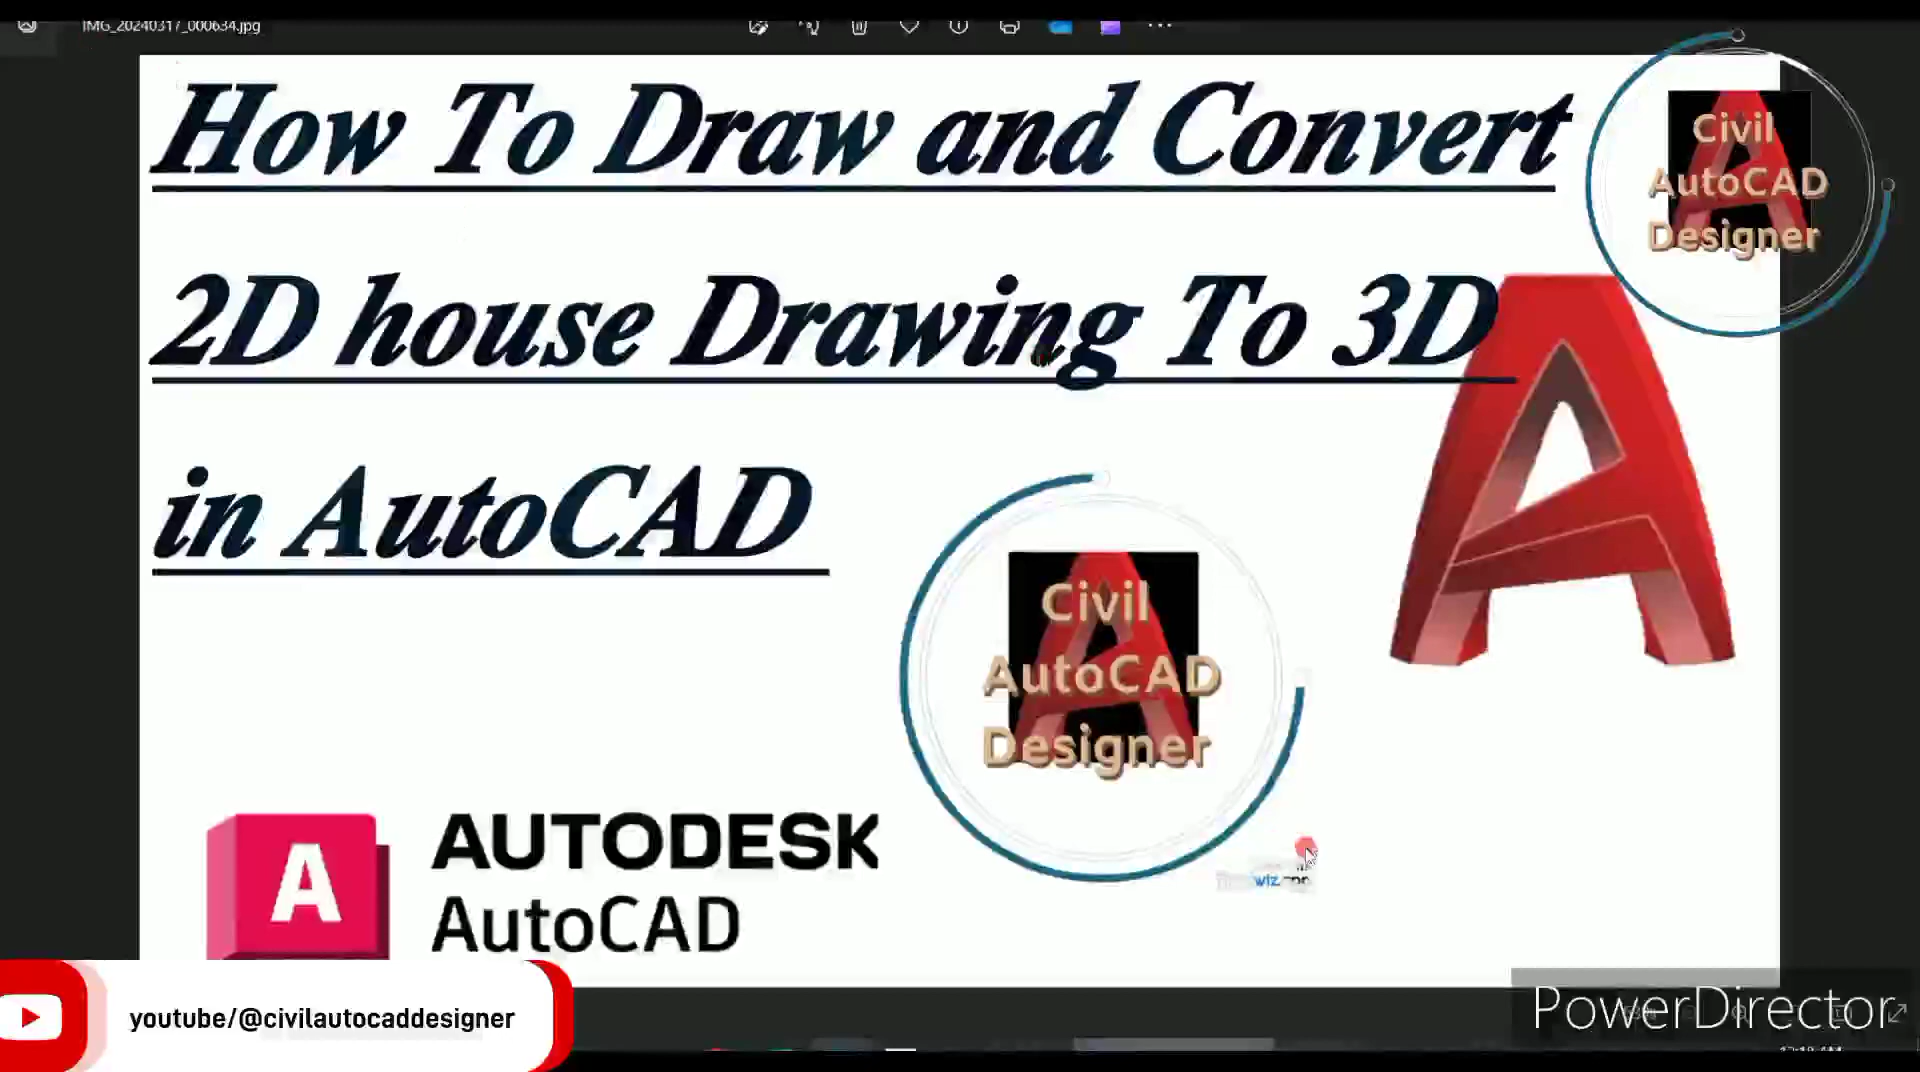 IMG_20240317_000634.jpg
How To Draw and Convert
2D house Drawing To 3D
in AutoCAD
Civil
AutoCAD
Designer
Civil
AutoCAD
Designer
AUTODESK
AutoCAD
A
youtube/@civilautocaddesigner
PowerDirector